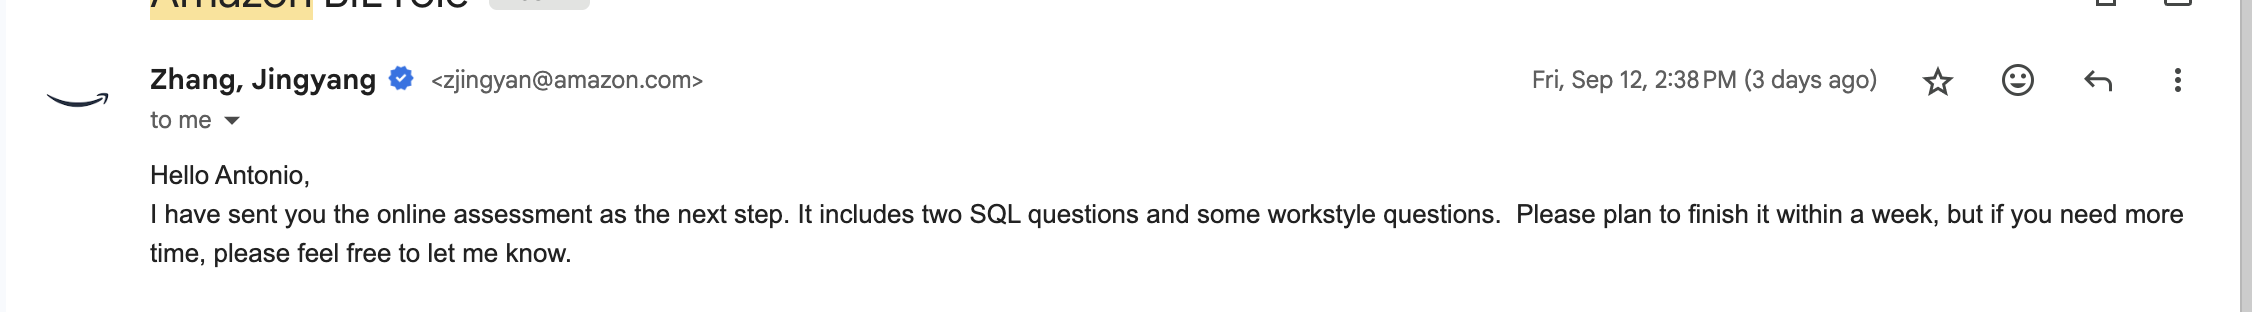 Amazon BIE role
Zhang, Jingyang <zjingyan@amazon.com> Fri, Sep 12, 2:38 PM (3 days ago)
to me
Hello Antonio,
I have sent you the online assessment as the next step. It includes two SQL questions and some workstyle questions.  Please plan to finish it within a week, but if you need more
time, please feel free to let me know.